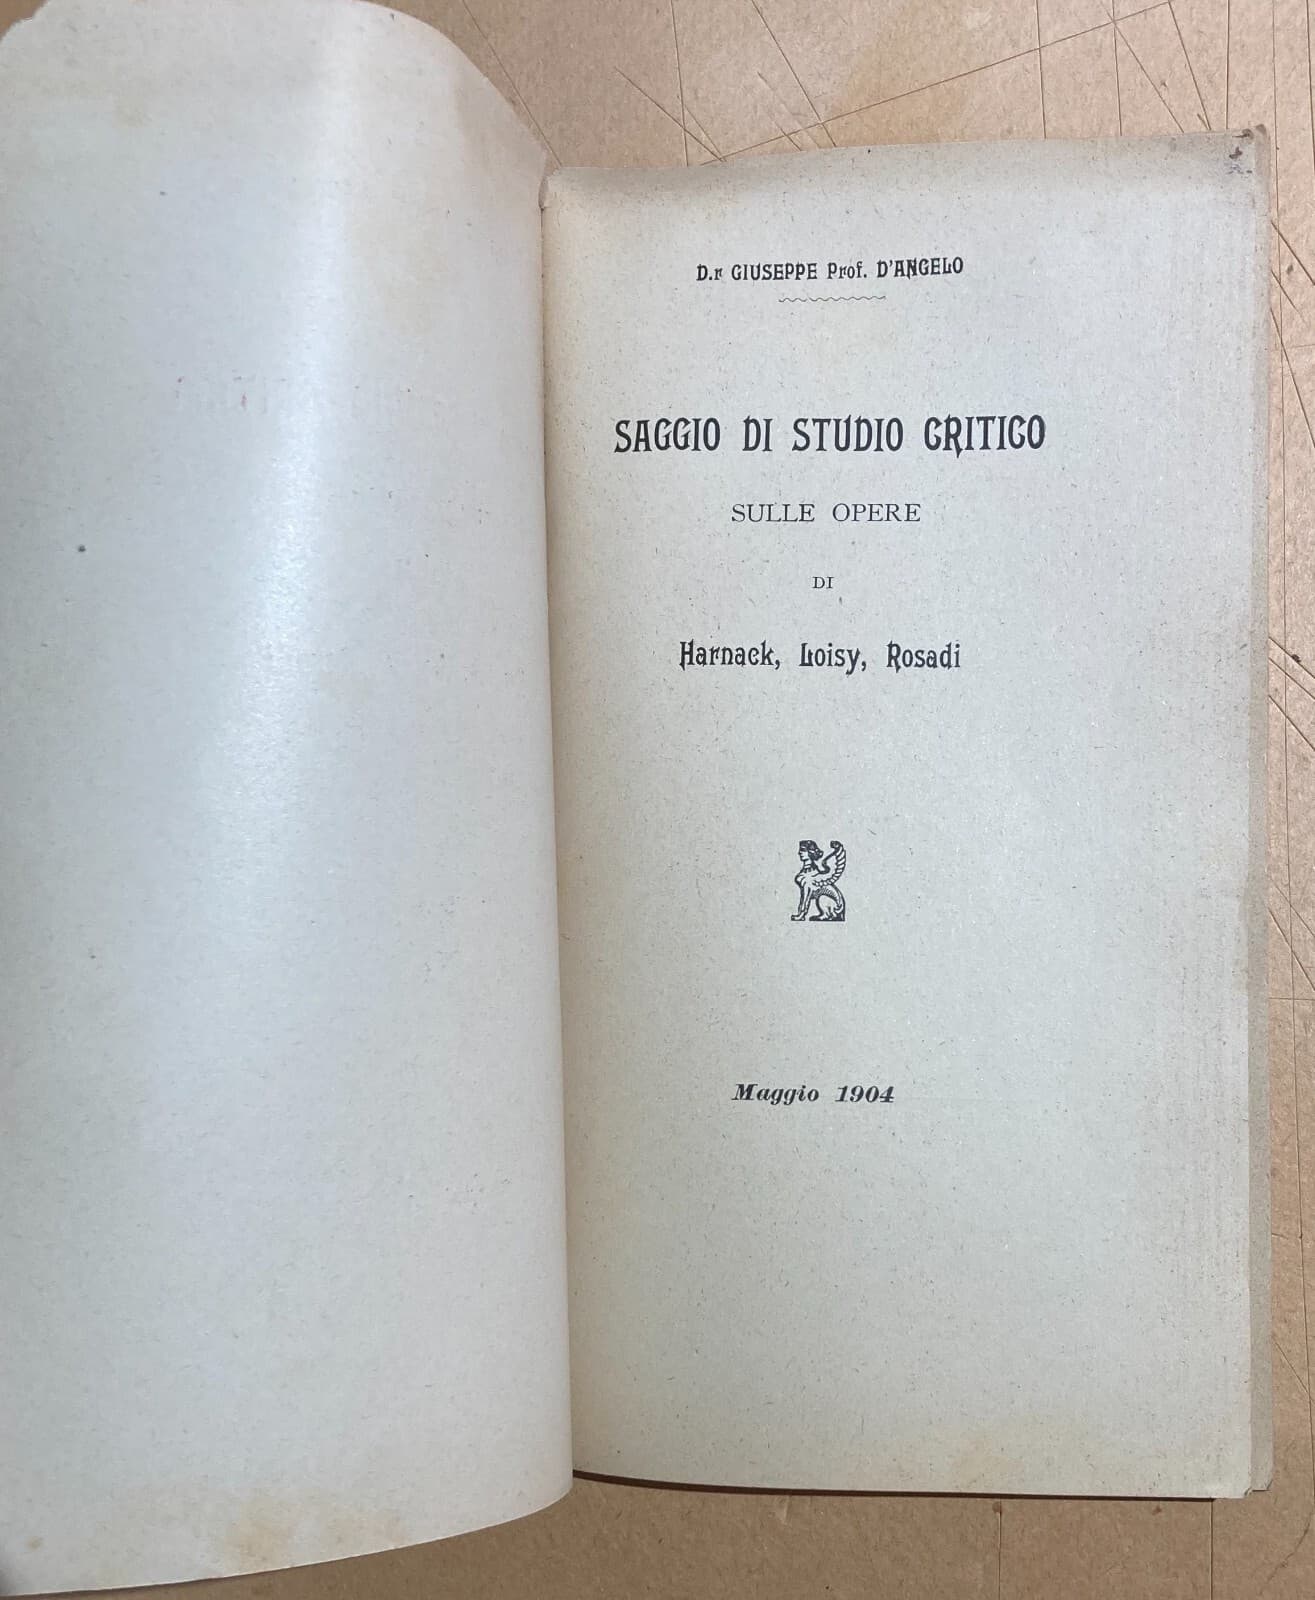 D.r GIUSEPPE Prof. D'ANGELO
SAGGIO DI STUDIO CRITICO
SULLE OPERE
DI
Harnack, Loisy, Rosadi
Maggio 1904